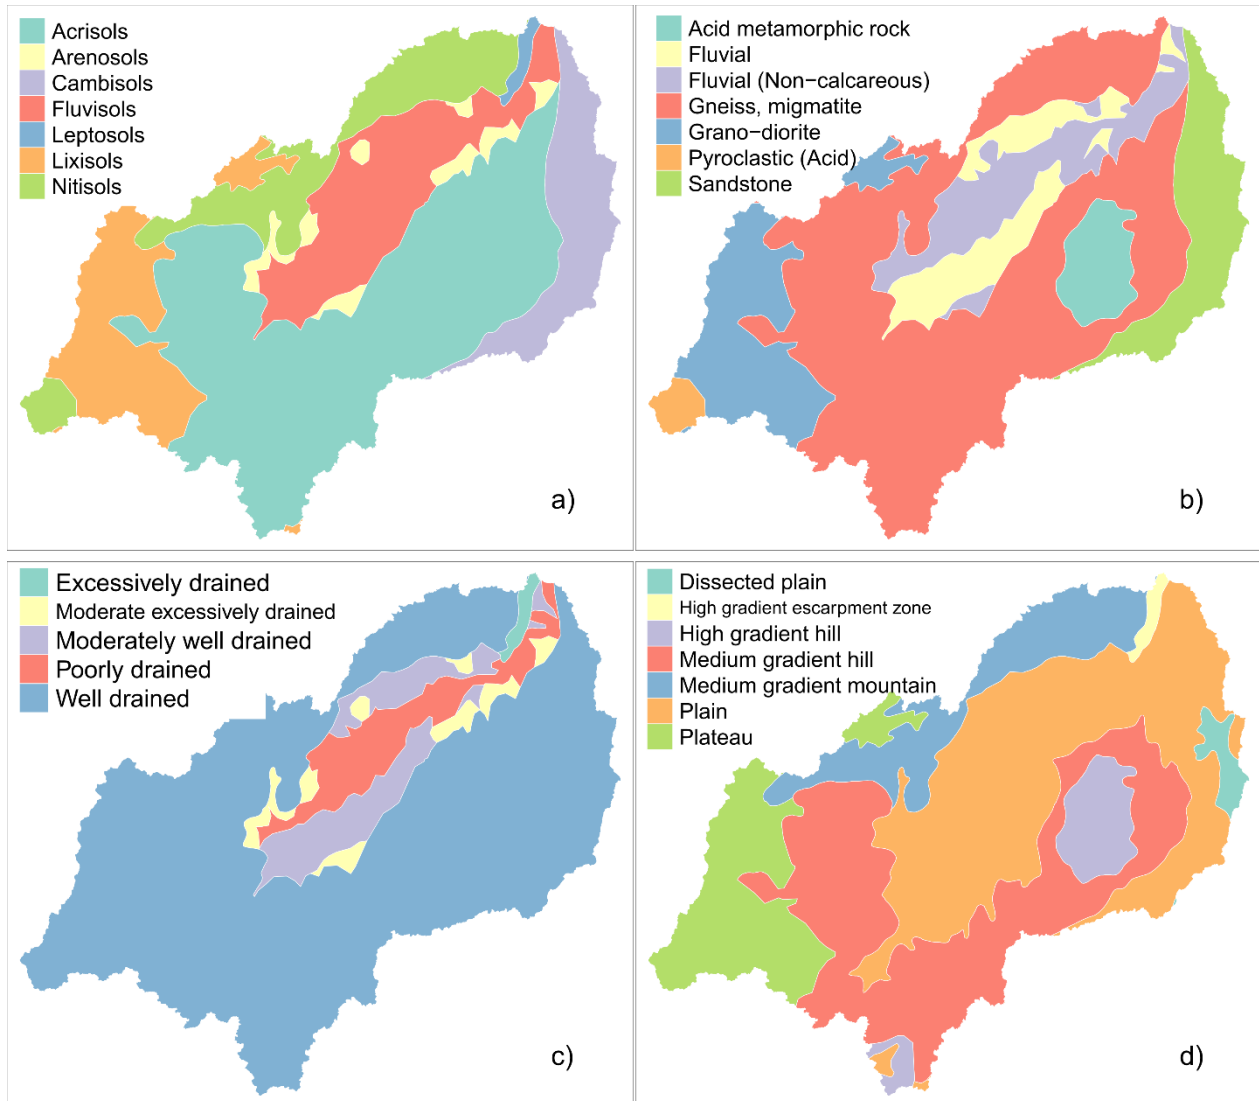 Acrisols
Arenosols
Cambisols
Fluvisols
Leptosols
Lixisols
Nitisols
a)
Acid metamorphic rock
Fluvial
Fluvial (Non−calcareous)
Gneiss, migmatite
Grano−diorite
Pyroclastic (Acid)
Sandstone
b)
Excessively drained
Moderate excessively drained
Moderately well drained
Poorly drained
Well drained
c)
Dissected plain
High gradient escarpment zone
High gradient hill
Medium gradient hill
Medium gradient mountain
Plain
Plateau
d)